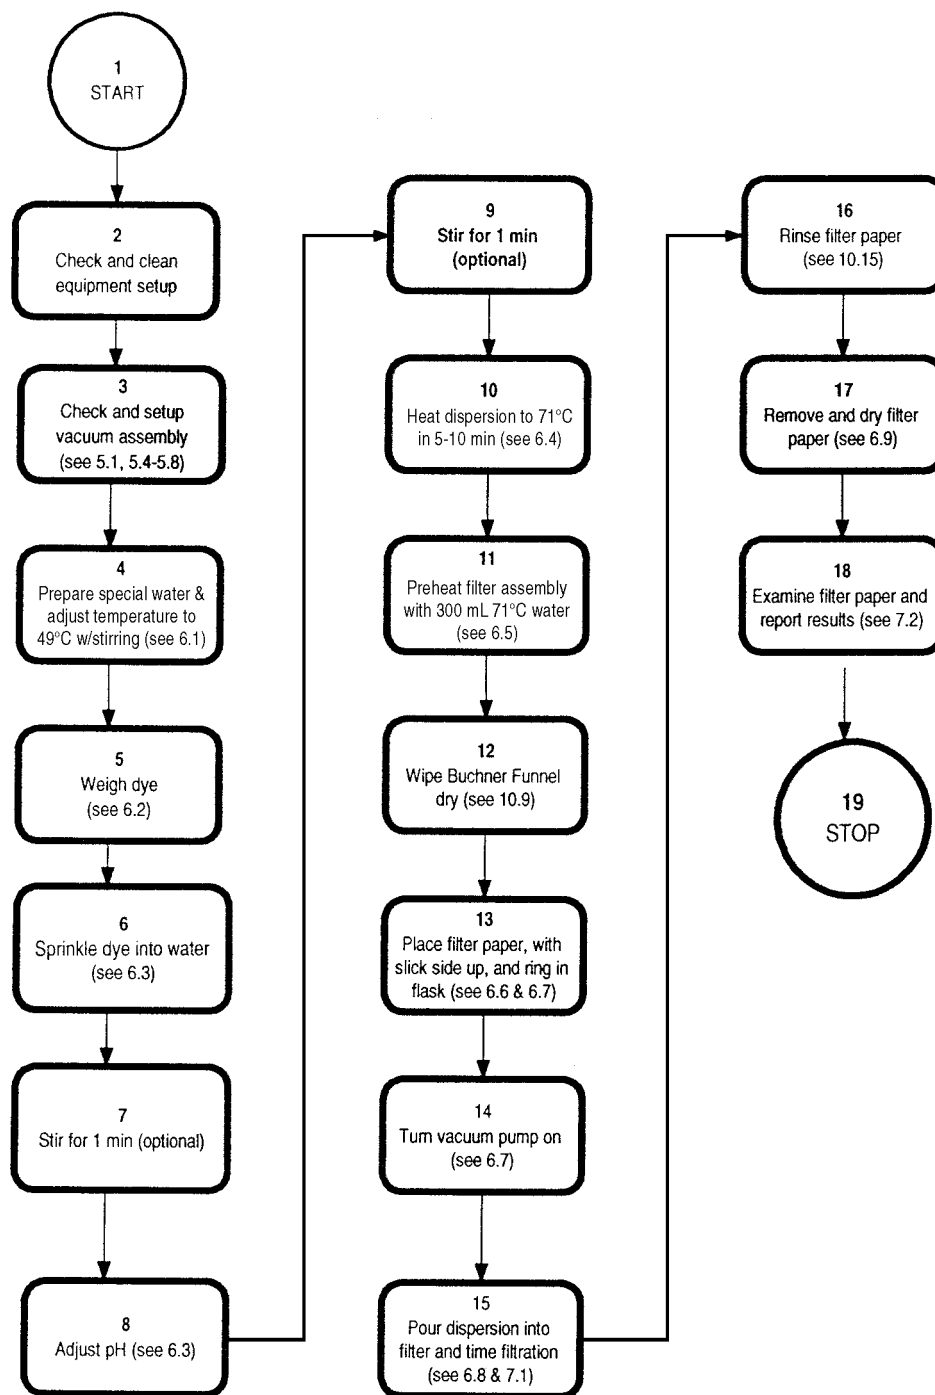 1
START
2
Check and clean
equipment setup
3
Check and setup
vacuum assembly
(see 5.1, 5.4-5.8)
4
Prepare special water &
adjust temperature to
49°C w/stirring (see 6.1)
5
Weigh dye
(see 6.2)
6
Sprinkle dye into water
(see 6.3)
7
Stir for 1 min (optional)
8
Adjust pH (see 6.3)
9
Stir for 1 min
(optional)
10
Heat dispersion to 71°C
in 5-10 min (see 6.4)
11
Preheat filter assembly
with 300 mL 71°C water
(see 6.5)
12
Wipe Buchner Funnel
dry (see 10.9)
13
Place filter paper, with
slick side up, and ring in
flask (see 6.6 & 6.7)
14
Turn vacuum pump on
(see 6.7)
15
Pour dispersion into
filter and time filtration
(see 6.8 & 7.1)
16
Rinse filter paper
(see 10.15)
17
Remove and dry filter
paper (see 6.9)
18
Examine filter paper and
report results (see 7.2)
19
STOP